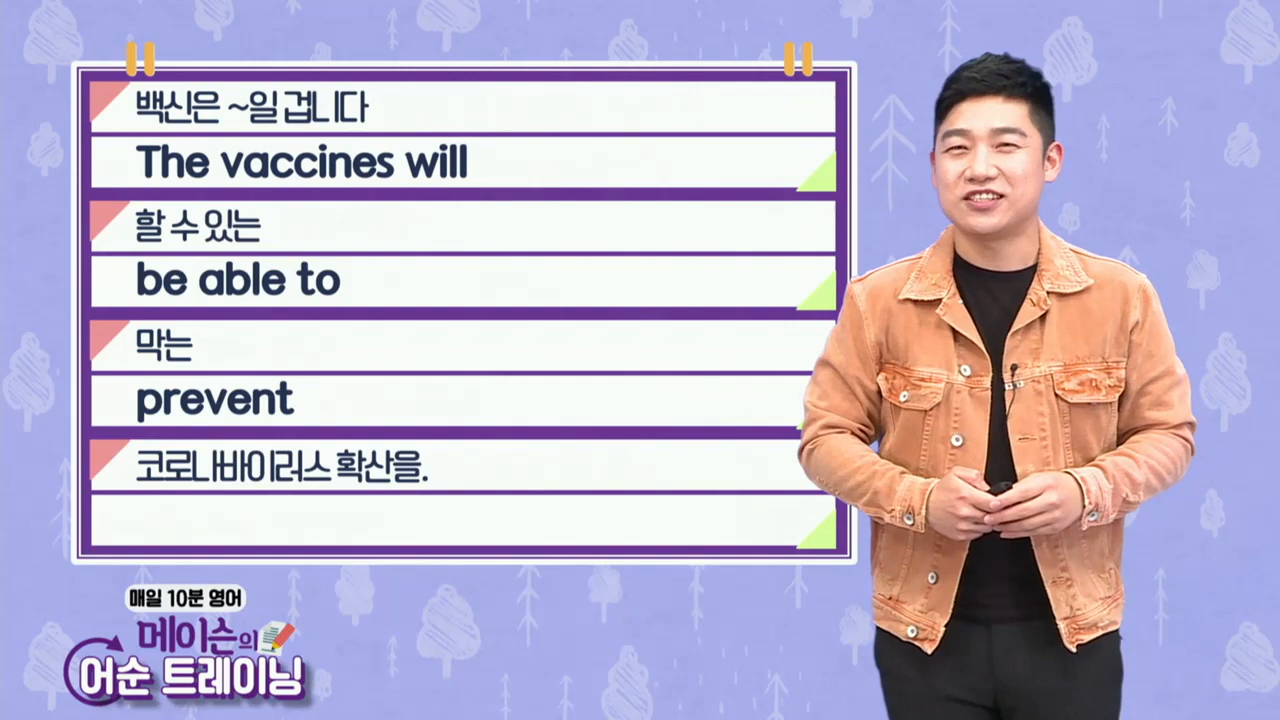 백신은 ~일 겁니다
The vaccines will
할 수 있는
be able to
막는
prevent
코로나바이러스 확산을.
매일 10분 영어
메이슨의
어순 트레이닝